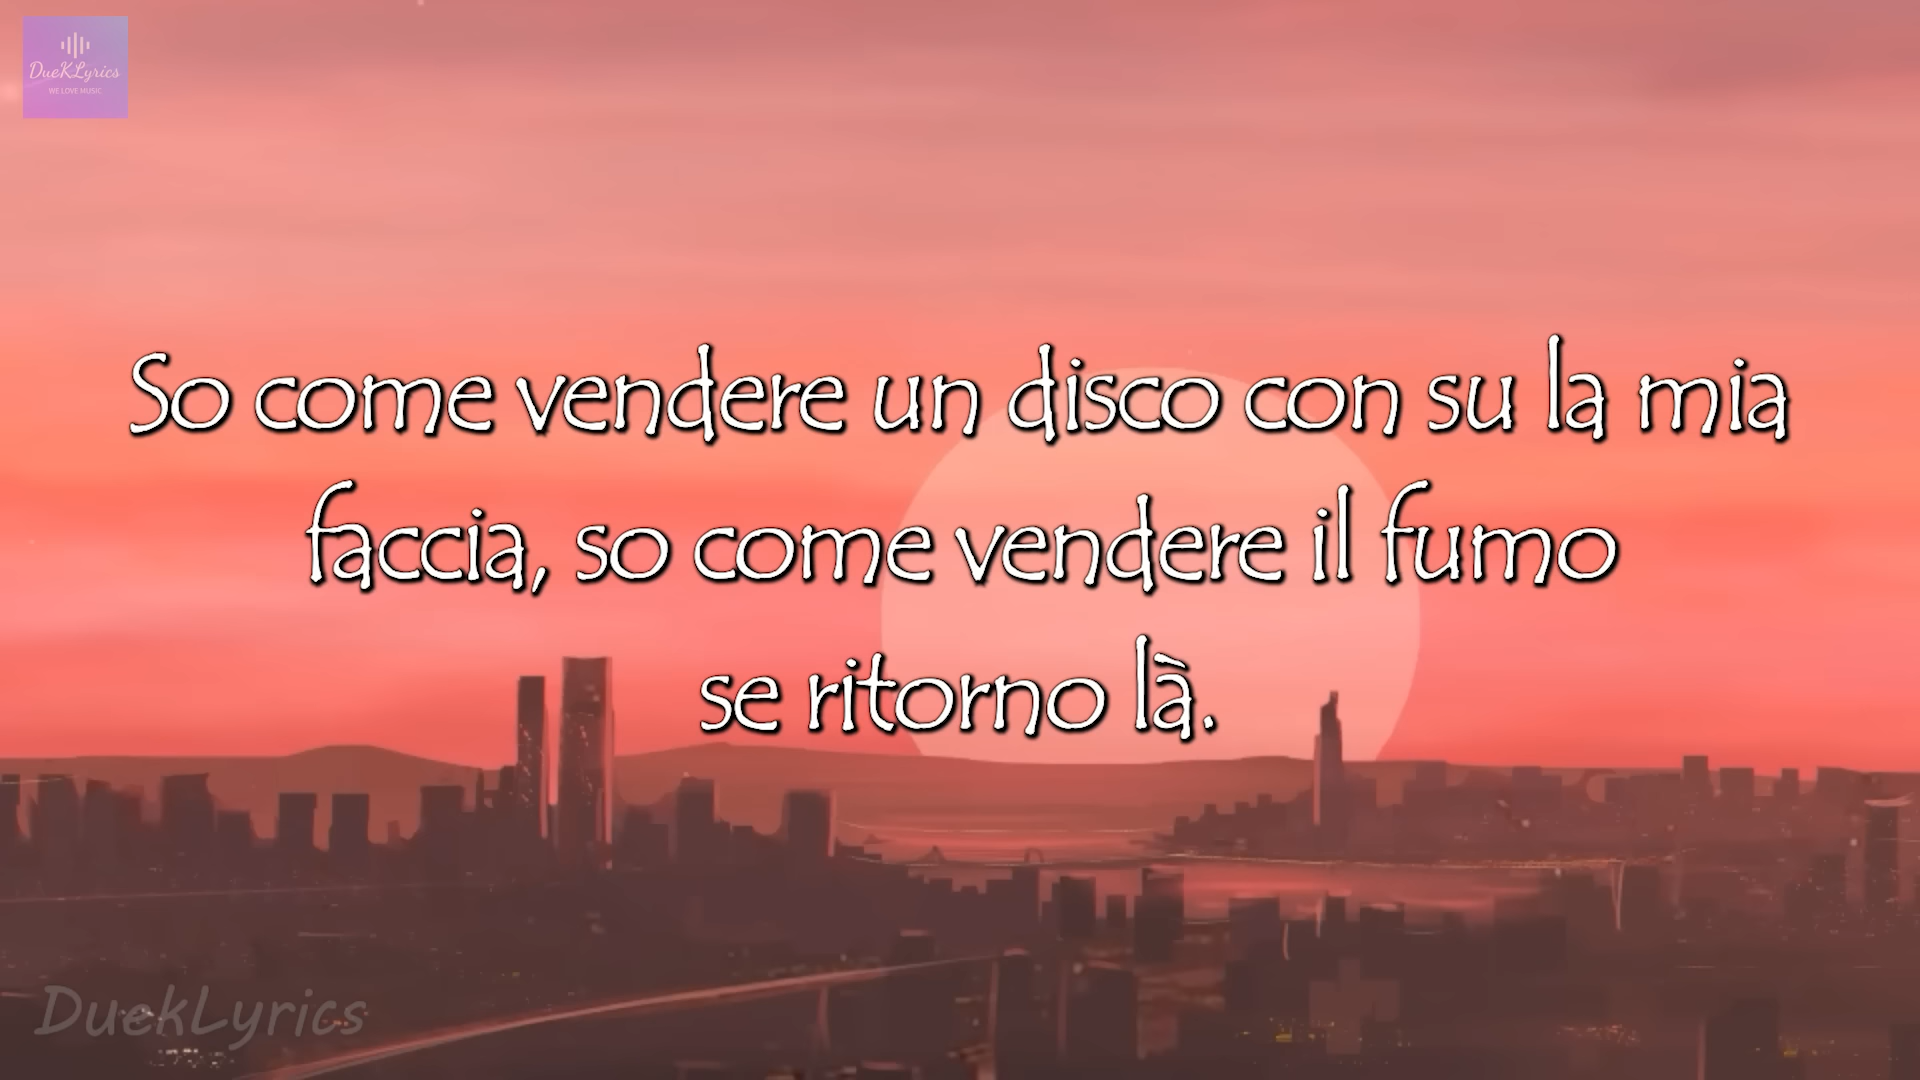 DueKLyrics
WE LOVE MUSIC
So come vendere un disco con su la mia
faccia, so come vendere il fumo
se ritorno là.
DuekLyrics